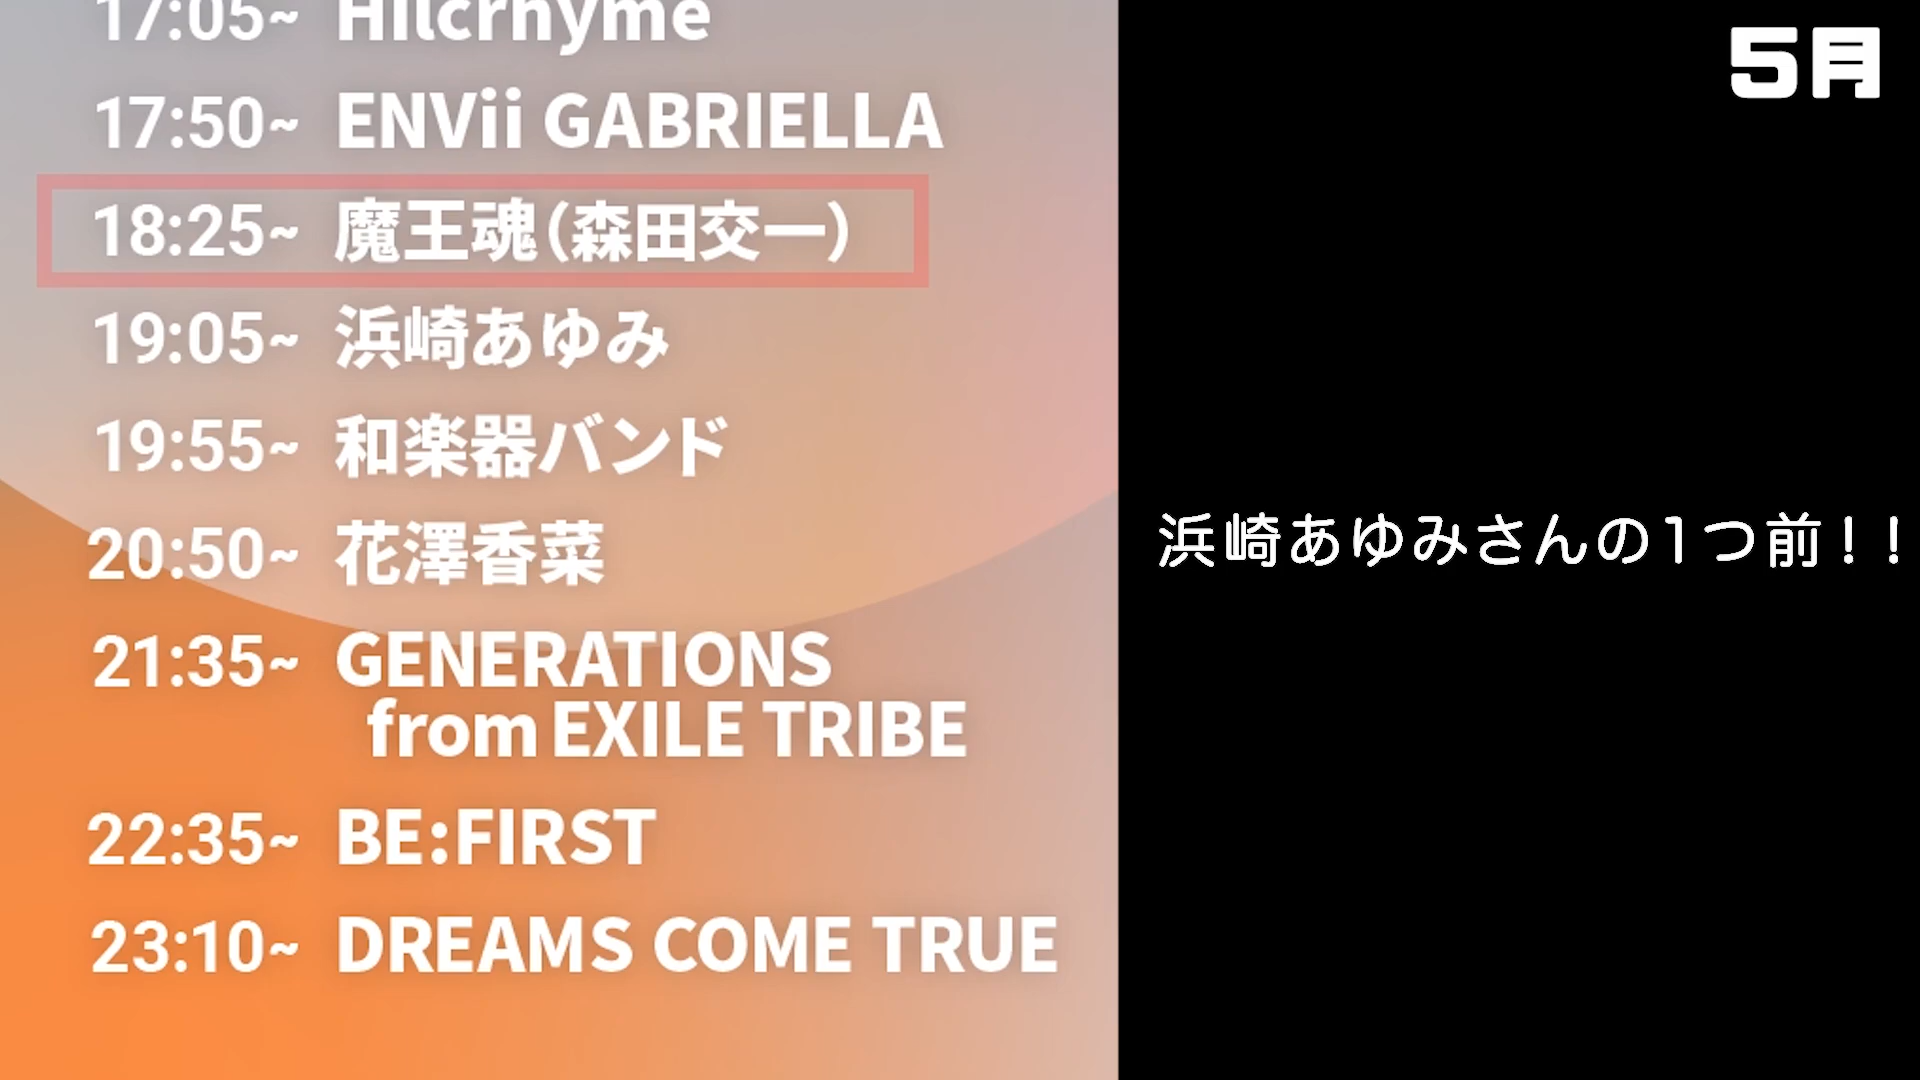 17:05~ Hilcrhyme
17:50~ ENVii GABRIELLA
18:25~ 魔王魂（森田交一）
19:05~ 浜崎あゆみ
19:55~ 和楽器バンド
20:50~ 花澤香菜
21:35~ GENERATIONS
from EXILE TRIBE
22:35~ BE:FIRST
23:10~ DREAMS COME TRUE
5月
浜崎あゆみさんの1つ前！！